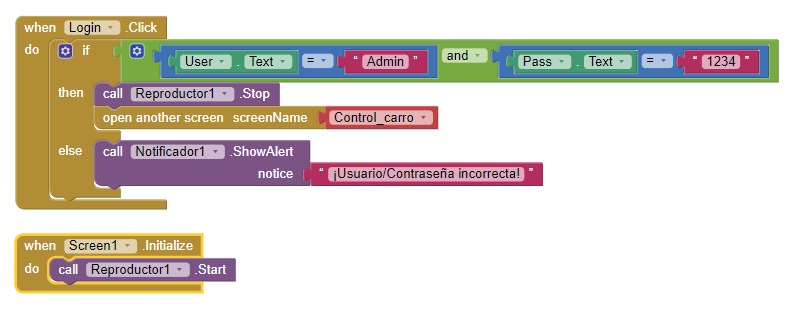 when Login .Click
do if User . Text = " Admin " and Pass . Text = " 1234 "
then call Reproductor1 .Stop
open another screen screenName Control_carro
else call Notificador1 .ShowAlert
notice " ¡Usuario/Contraseña incorrecta! "
when Screen1 .Initialize
do call Reproductor1 .Start